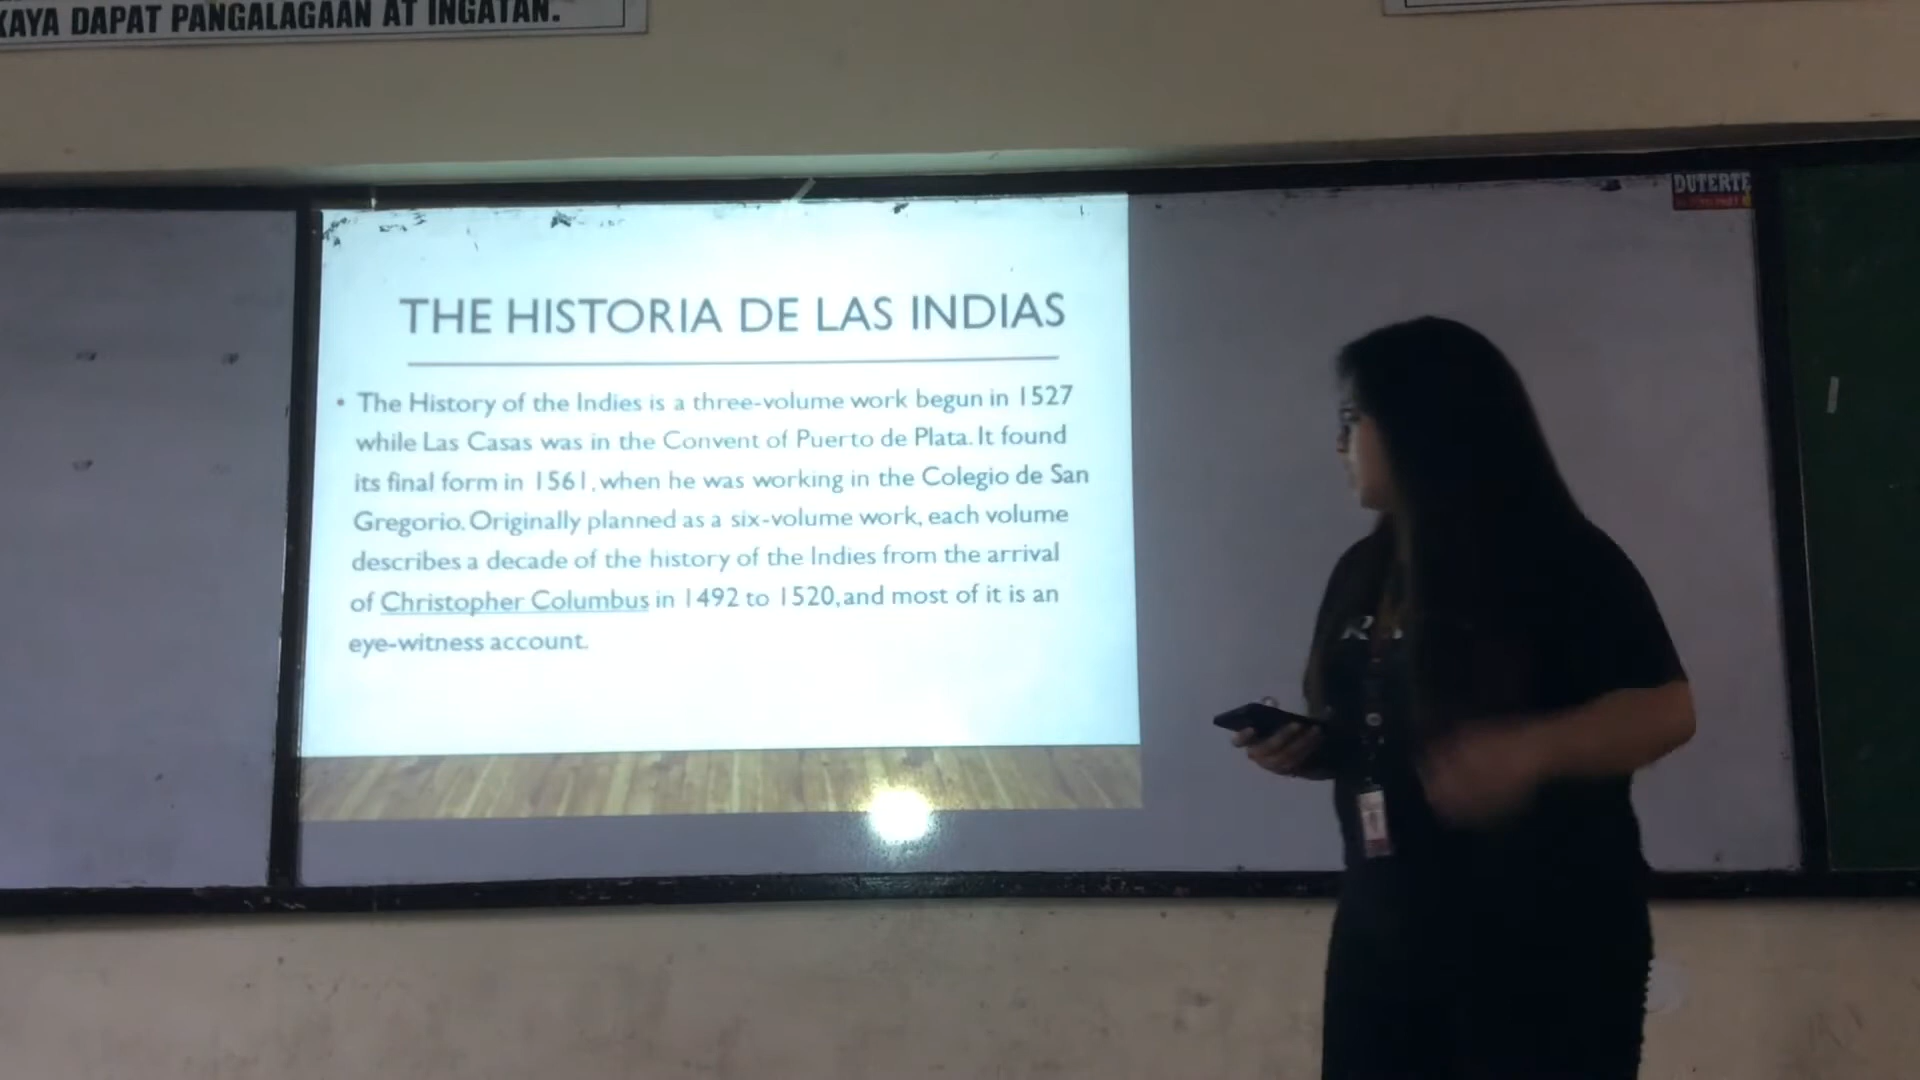 KAYA DAPAT PANGALAGAAN AT INGATAN.
DUTERTE
THE HISTORIA DE LAS INDIAS
• The History of the Indies is a three-volume work begun in 1527
while Las Casas was in the Convent of Puerto de Plata. It found
its final form in 1561, when he was working in the Colegio de San
Gregorio. Originally planned as a six-volume work, each volume
describes a decade of the history of the Indies from the arrival
of Christopher Columbus in 1492 to 1520, and most of it is an
eye-witness account.